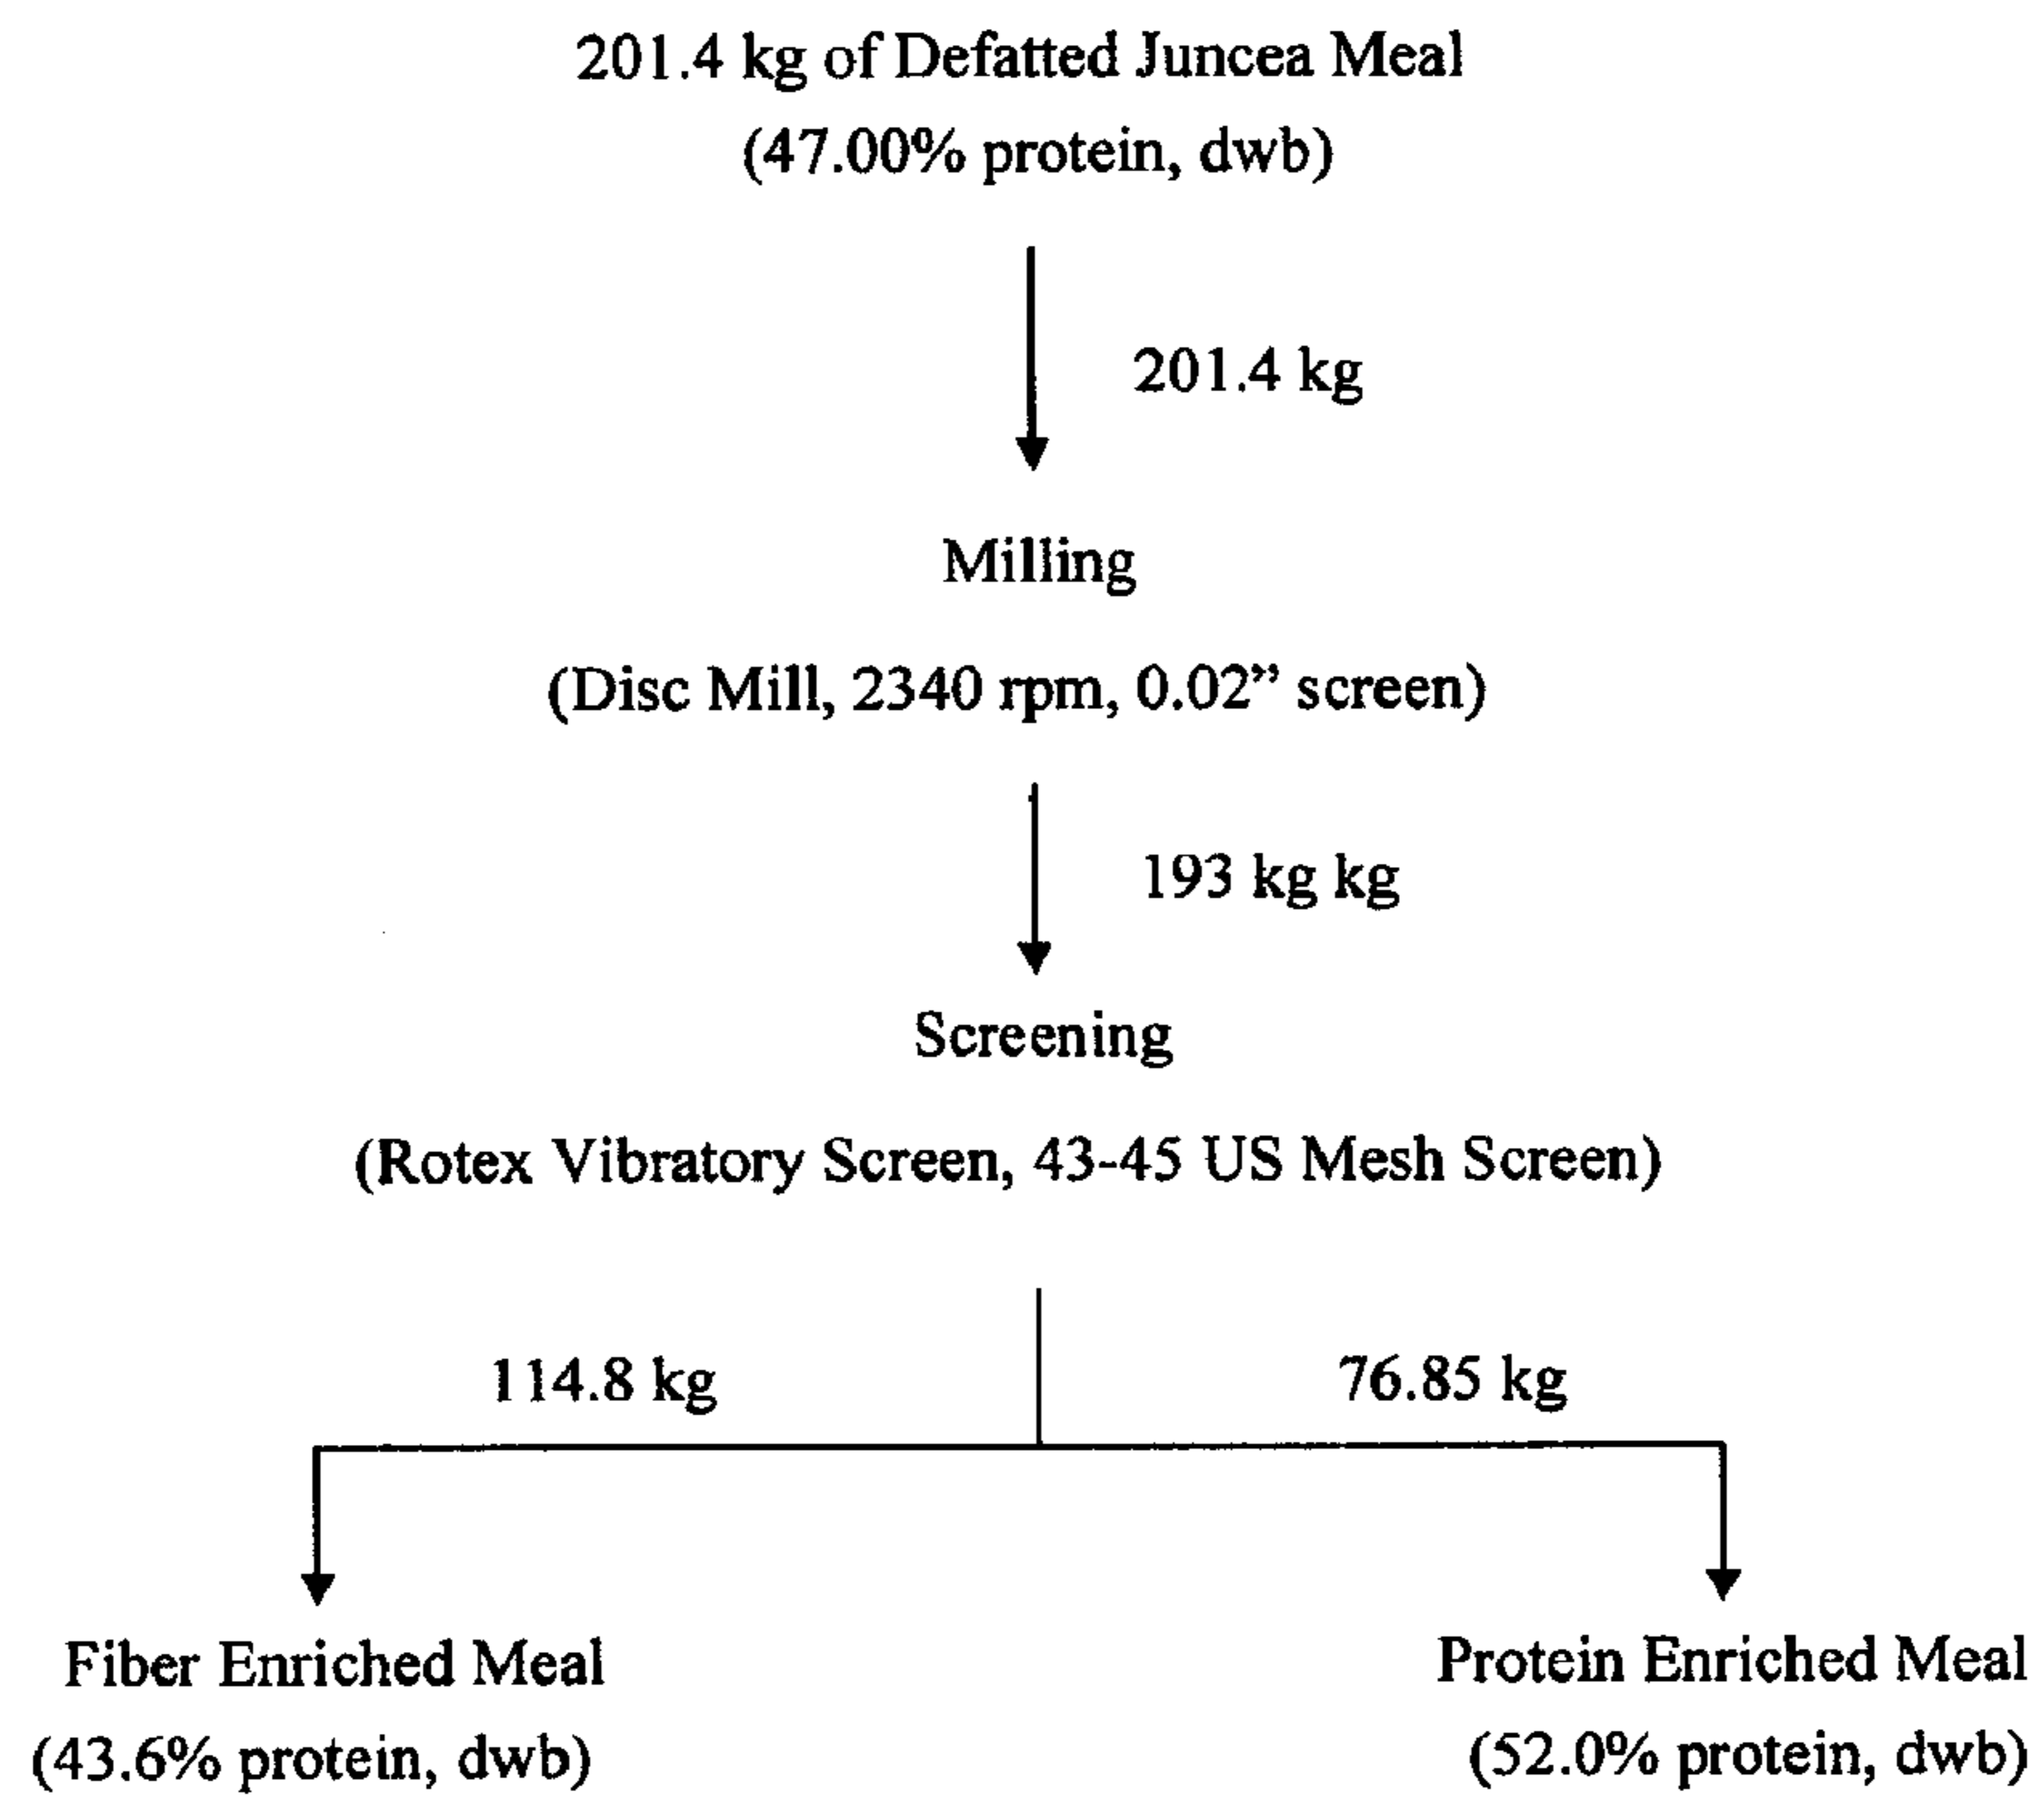 201.4 kg of Defatted Juncea Meal
(47.00% protein, dwb)
201.4 kg
Milling
(Disc Mill, 2340 rpm, 0.02” screen)
193 kg kg
Screening
(Rotex Vibratory Screen, 43-45 US Mesh Screen)
114.8 kg
76.85 kg
Fiber Enriched Meal
(43.6% protein, dwb)
Protein Enriched Meal
(52.0% protein, dwb)